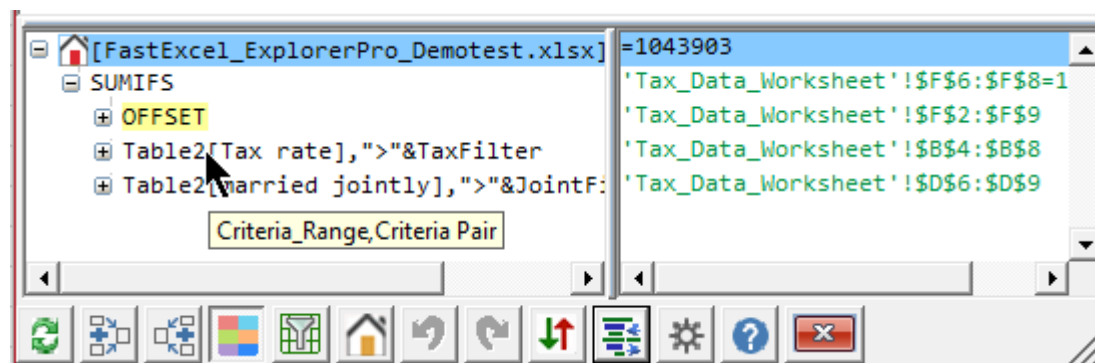 [FastExcel_ExplorerPro_Demotest.xlsx] =1043903
SUMIFS 'Tax_Data_Worksheet'!$F$6:$F$8=1
OFFSET 'Tax_Data_Worksheet'!$F$2:$F$9
Table2[Tax rate],">"&TaxFilter 'Tax_Data_Worksheet'!$B$4:$B$8
Table2[married jointly],">"&JointFi 'Tax_Data_Worksheet'!$D$6:$D$9
Criteria_Range,Criteria Pair